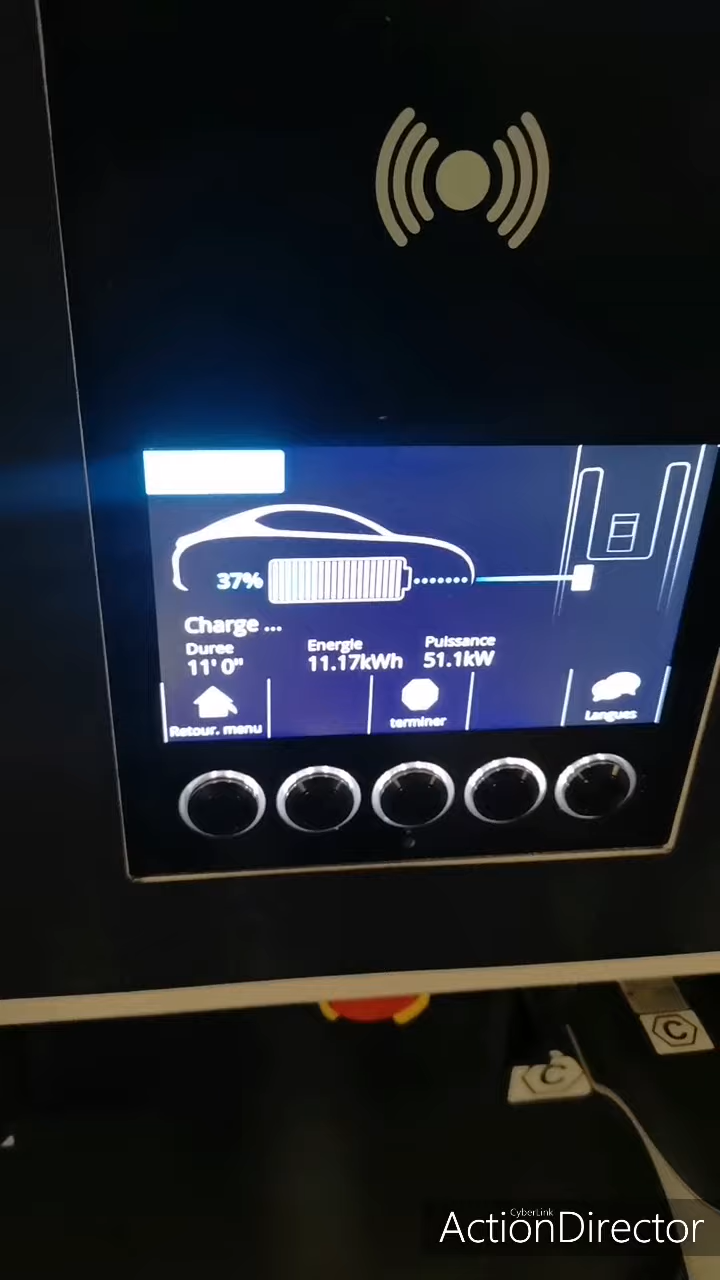 37%
Charge ...
Duree Energie Puissance
11' 0" 11.17kWh 51.1kW
Retour. menu terminer Langues
C
C
CyberLink
ActionDirector